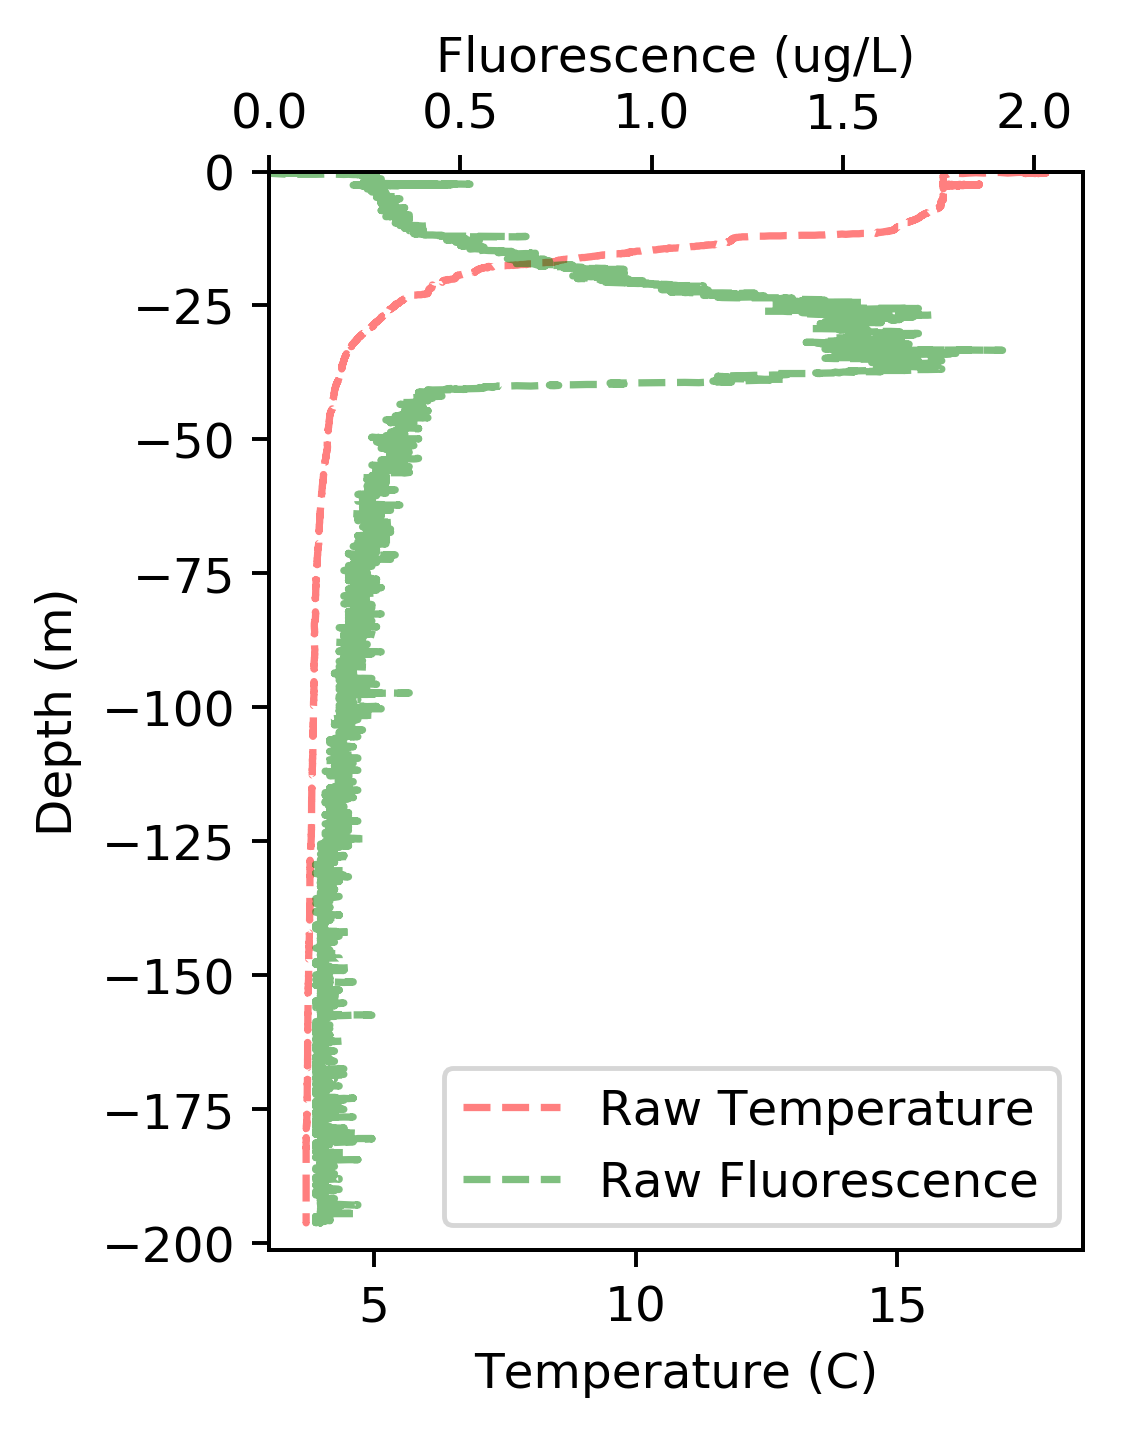 Fluorescence (ug/L)
0.0 0.5 1.0 1.5 2.0
0
−25
−50
−75
−100
−125
−150
−175
−200
Depth (m)
Raw Temperature
Raw Fluorescence
5 10 15
Temperature (C)